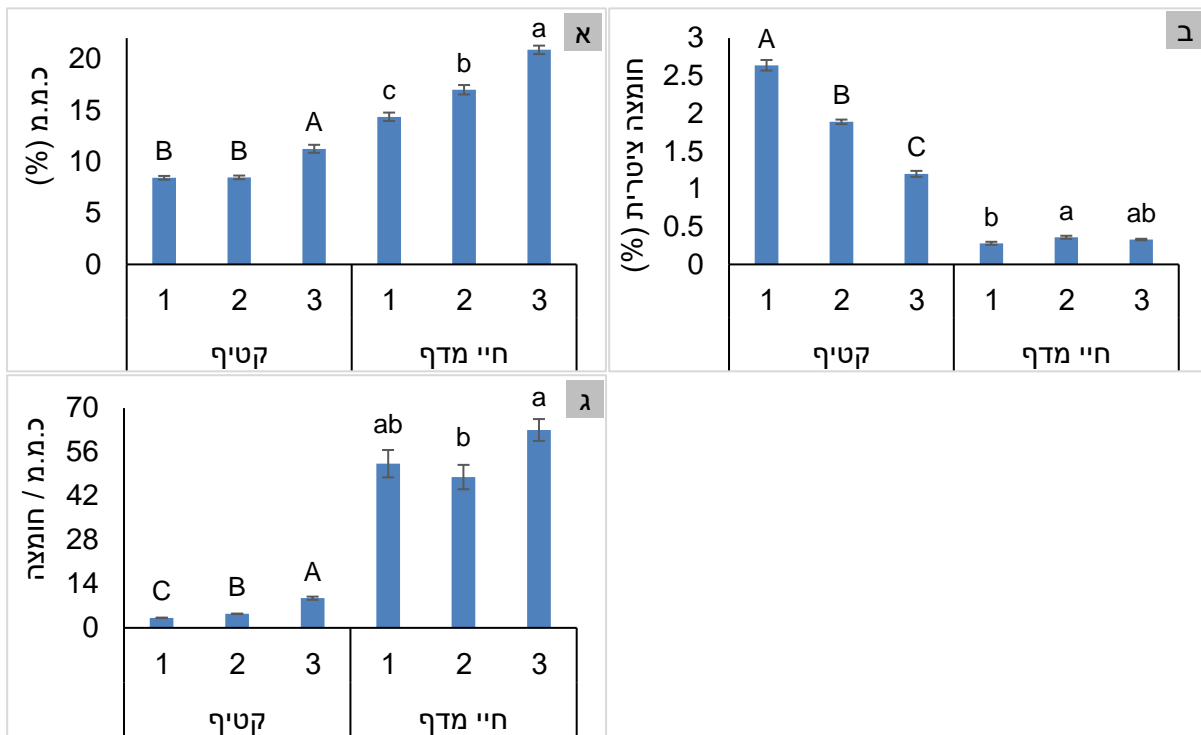 א
כ.מ.מ (%)
20
15
10
5
0
B B A c b a
1 2 3 1 2 3
קטיף חיי מדף
ב
חומצה ציטרית (%)
3
2.5
2
1.5
1
0.5
0
A B C b a ab
1 2 3 1 2 3
קטיף חיי מדף
ג
כ.מ.מ / חומצה
70
56
42
28
14
0
C B A ab b a
1 2 3 1 2 3
קטיף חיי מדף